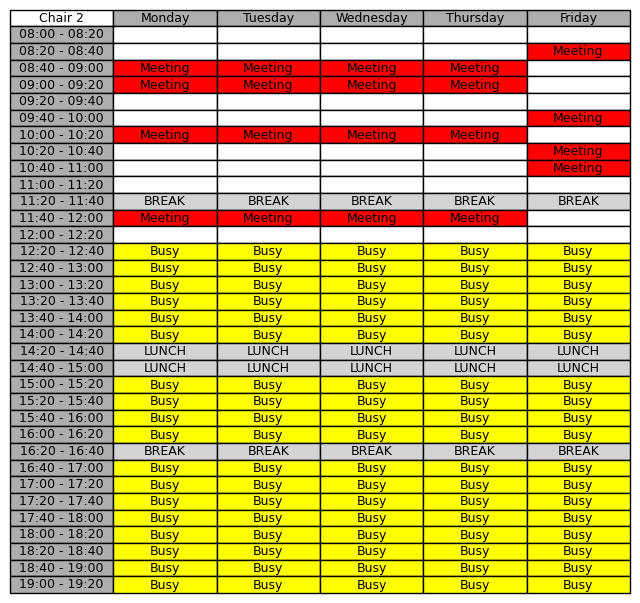 Chair 2 Monday Tuesday Wednesday Thursday Friday
08:00 - 08:20
08:20 - 08:40 Meeting
08:40 - 09:00 Meeting Meeting Meeting Meeting
09:00 - 09:20 Meeting Meeting Meeting Meeting
09:20 - 09:40
09:40 - 10:00 Meeting
10:00 - 10:20 Meeting Meeting Meeting Meeting
10:20 - 10:40 Meeting
10:40 - 11:00 Meeting
11:00 - 11:20
11:20 - 11:40 BREAK BREAK BREAK BREAK BREAK
11:40 - 12:00 Meeting Meeting Meeting Meeting
12:00 - 12:20
12:20 - 12:40 Busy Busy Busy Busy Busy
12:40 - 13:00 Busy Busy Busy Busy Busy
13:00 - 13:20 Busy Busy Busy Busy Busy
13:20 - 13:40 Busy Busy Busy Busy Busy
13:40 - 14:00 Busy Busy Busy Busy Busy
14:00 - 14:20 Busy Busy Busy Busy Busy
14:20 - 14:40 LUNCH LUNCH LUNCH LUNCH LUNCH
14:40 - 15:00 LUNCH LUNCH LUNCH LUNCH LUNCH
15:00 - 15:20 Busy Busy Busy Busy Busy
15:20 - 15:40 Busy Busy Busy Busy Busy
15:40 - 16:00 Busy Busy Busy Busy Busy
16:00 - 16:20 Busy Busy Busy Busy Busy
16:20 - 16:40 BREAK BREAK BREAK BREAK BREAK
16:40 - 17:00 Busy Busy Busy Busy Busy
17:00 - 17:20 Busy Busy Busy Busy Busy
17:20 - 17:40 Busy Busy Busy Busy Busy
17:40 - 18:00 Busy Busy Busy Busy Busy
18:00 - 18:20 Busy Busy Busy Busy Busy
18:20 - 18:40 Busy Busy Busy Busy Busy
18:40 - 19:00 Busy Busy Busy Busy Busy
19:00 - 19:20 Busy Busy Busy Busy Busy